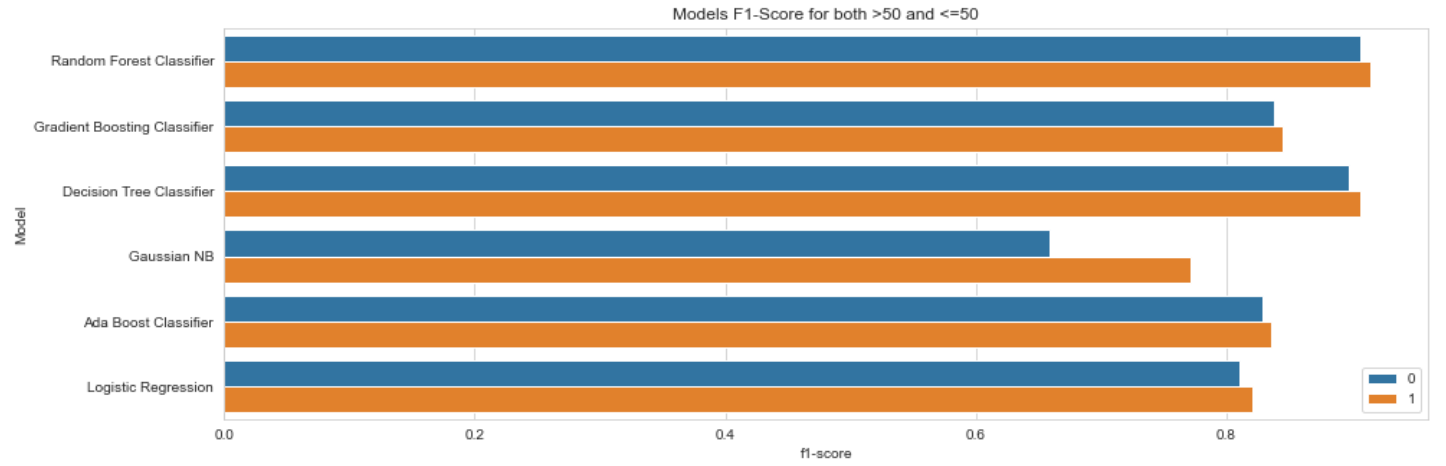 Models F1-Score for both >50 and <=50
Random Forest Classifier
Gradient Boosting Classifier
Decision Tree Classifier
Model
Gaussian NB
Ada Boost Classifier
Logistic Regression
0
1
0.0 0.2 0.4 0.6 0.8
f1-score